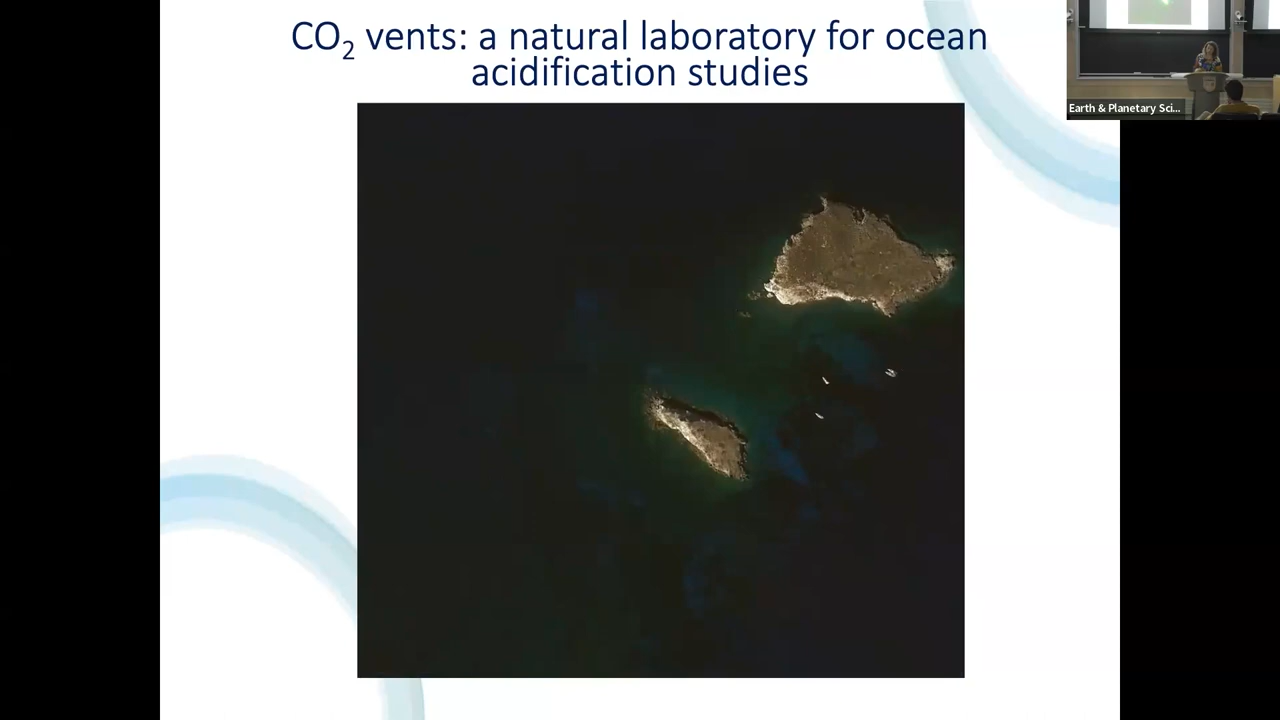 CO₂ vents: a natural laboratory for ocean
acidification studies
Earth & Planetary Sci...